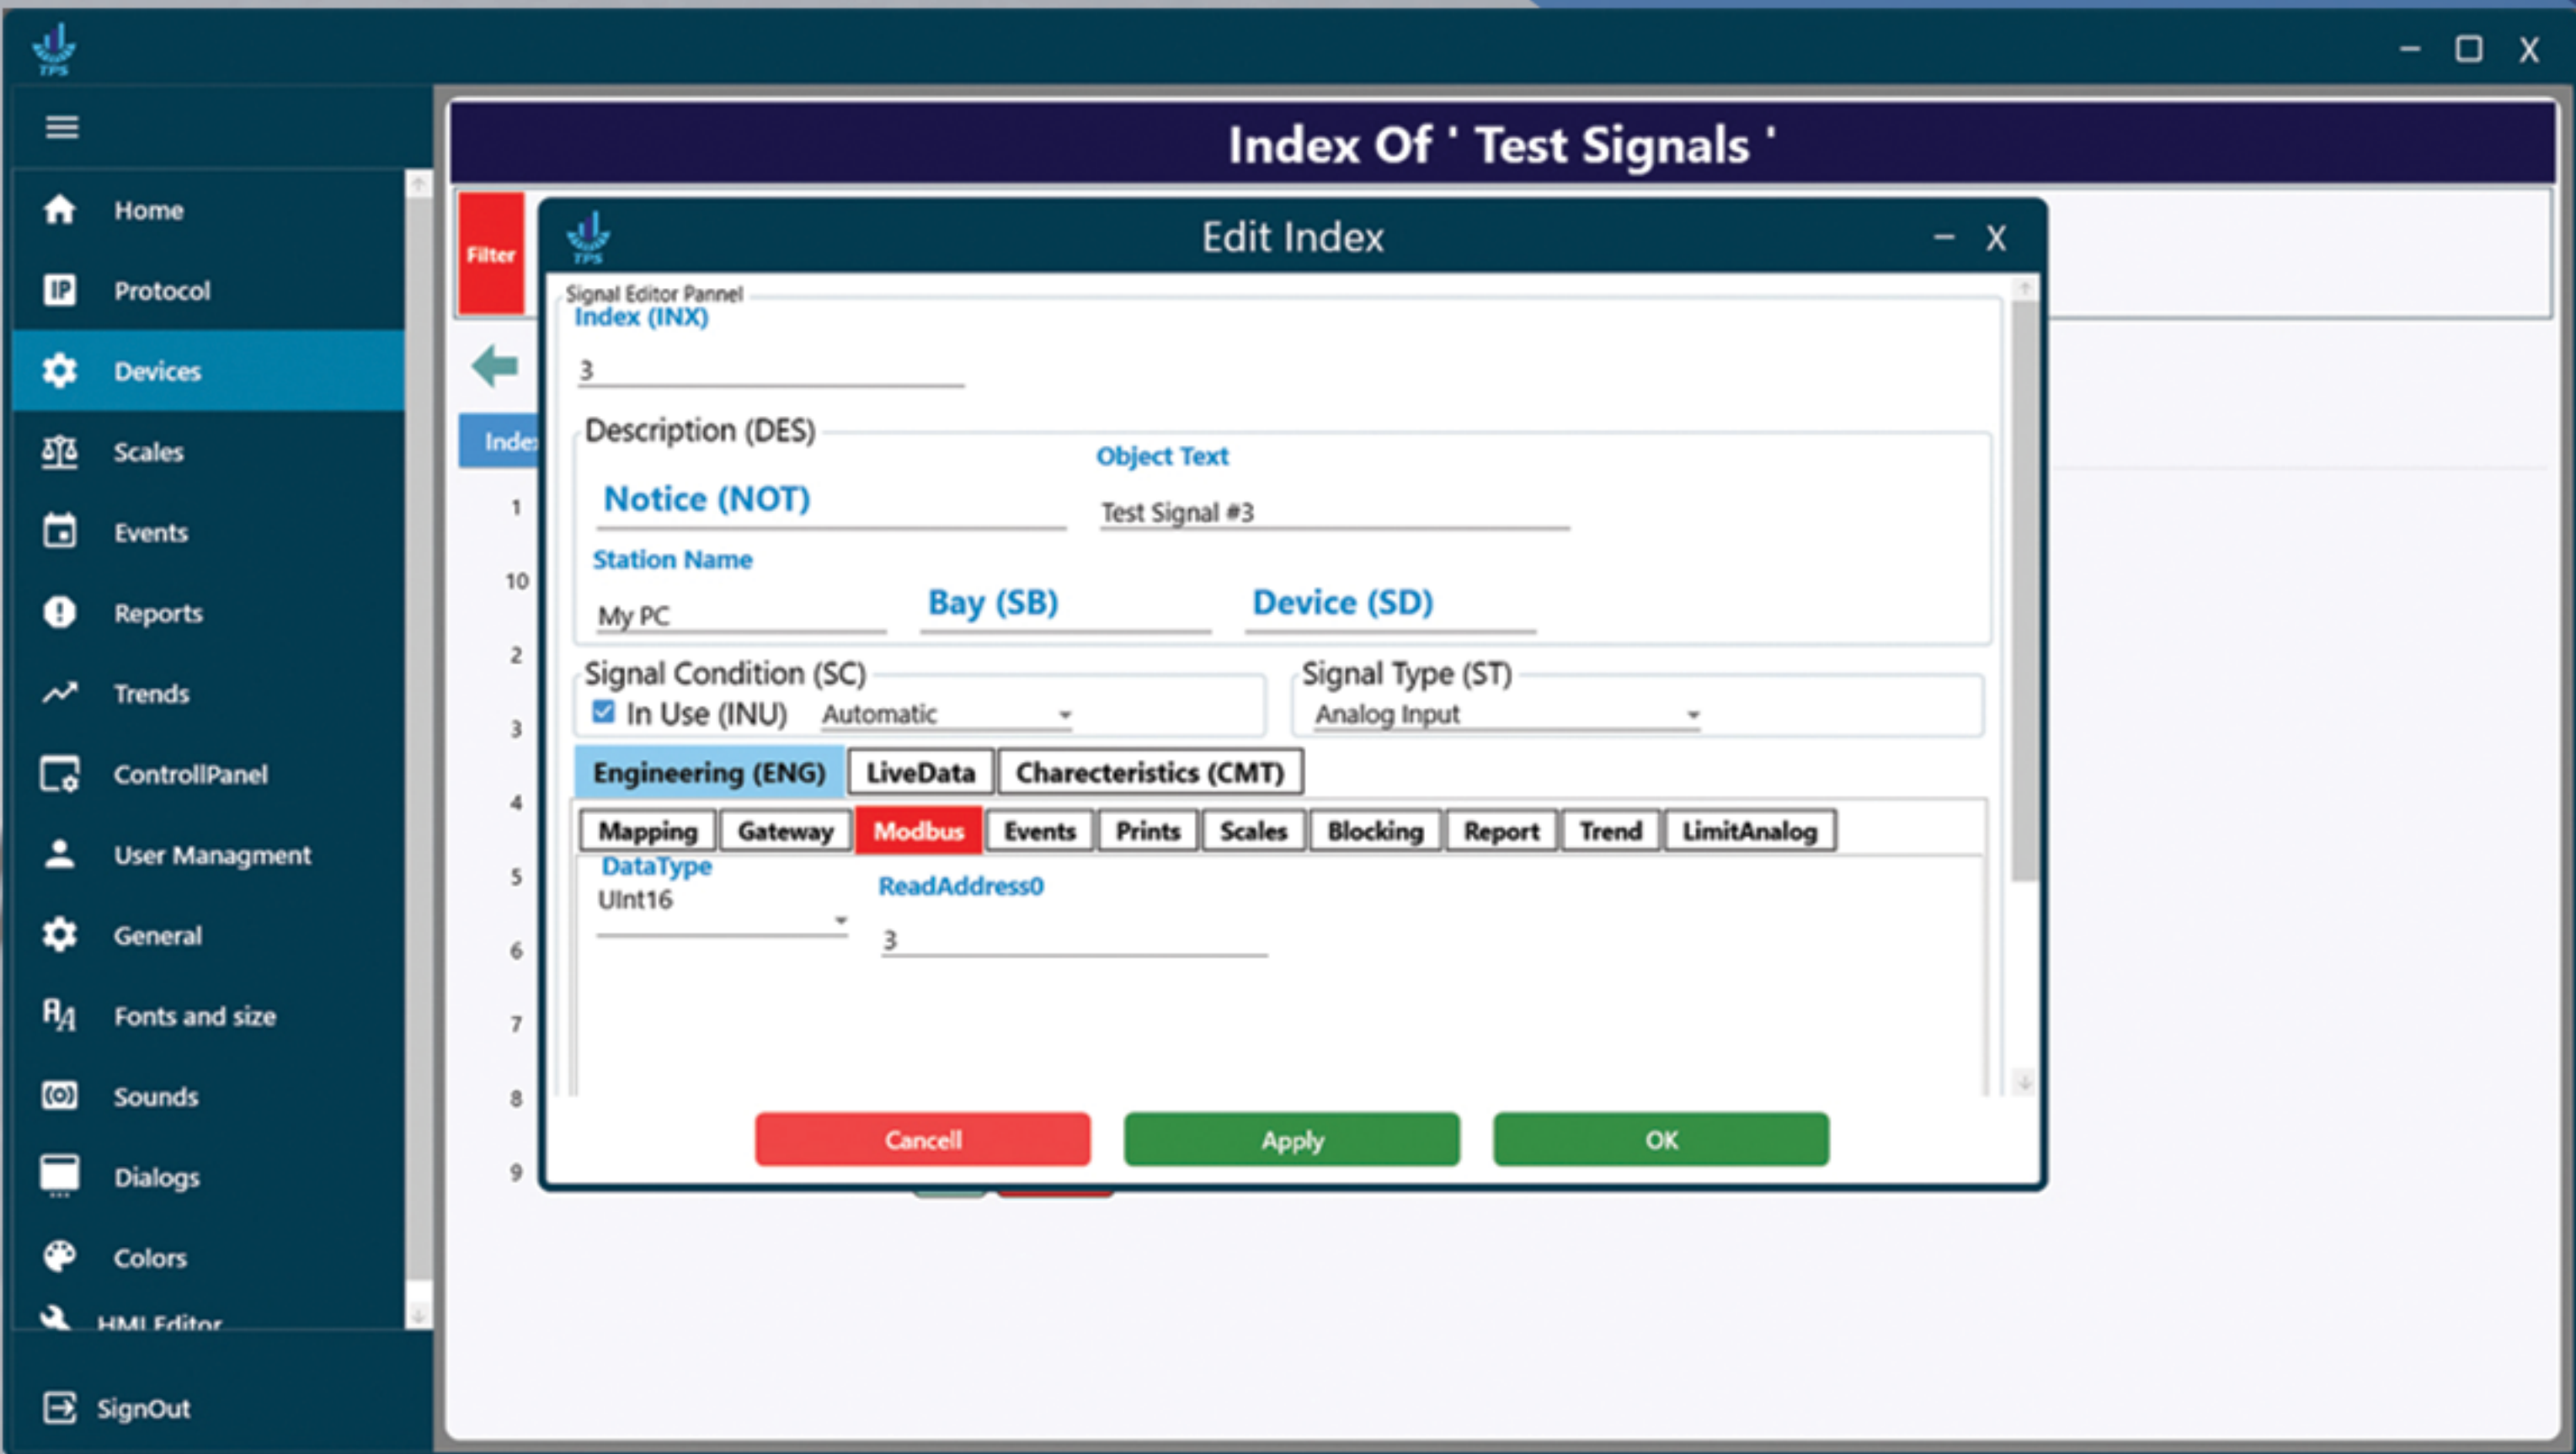 TPS
Index Of ' Test Signals '
Home
Protocol
Devices
Scales
Events
Reports
Trends
ControllPanel
User Managment
General
Fonts and size
Sounds
Dialogs
Colors
HMI Editor
SignOut
IP
Filter
Index
1
10
2
3
4
5
6
7
8
9
TPS
Edit Index
X
Signal Editor Pannel
Index (INX)
3
Description (DES)
Object Text
Notice (NOT)
Test Signal #3
Station Name
My PC
Bay (SB)
Device (SD)
Signal Condition (SC)
Signal Type (ST)
In Use (INU) Automatic
Analog Input
Engineering (ENG) LiveData Charecteristics (CMT)
Mapping Gateway Modbus Events Prints Scales Blocking Report Trend LimitAnalog
DataType
UInt16
ReadAddress0
3
Cancell Apply OK